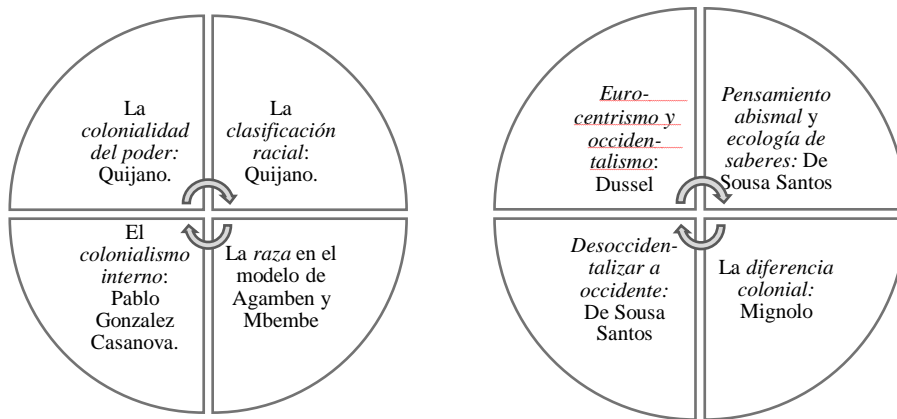 La
colonialidad
del poder:
Quijano.
La
clasificación
racial:
Quijano.
El
colonialismo
interno:
Pablo
Gonzalez
Casanova.
La raza en el
modelo de
Agamben y
Mbembe
Euro-
centrismo y
occiden-
talismo:
Dussel
Pensamiento
abismal y
ecología de
saberes: De
Sousa Santos
Desocciden-
talizar a
occidente:
De Sousa
Santos
La diferencia
colonial:
Mignolo